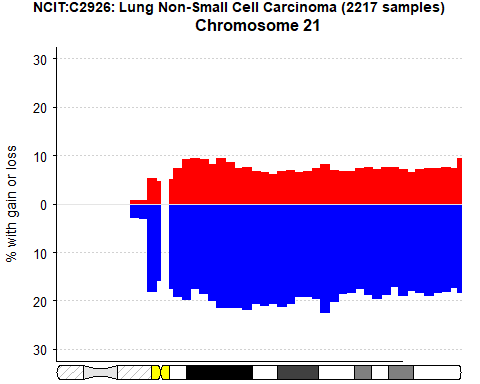 NCIT:C2926: Lung Non-Small Cell Carcinoma (2217 samples)
Chromosome 21
% with gain or loss
30
20
10
0
10
20
30